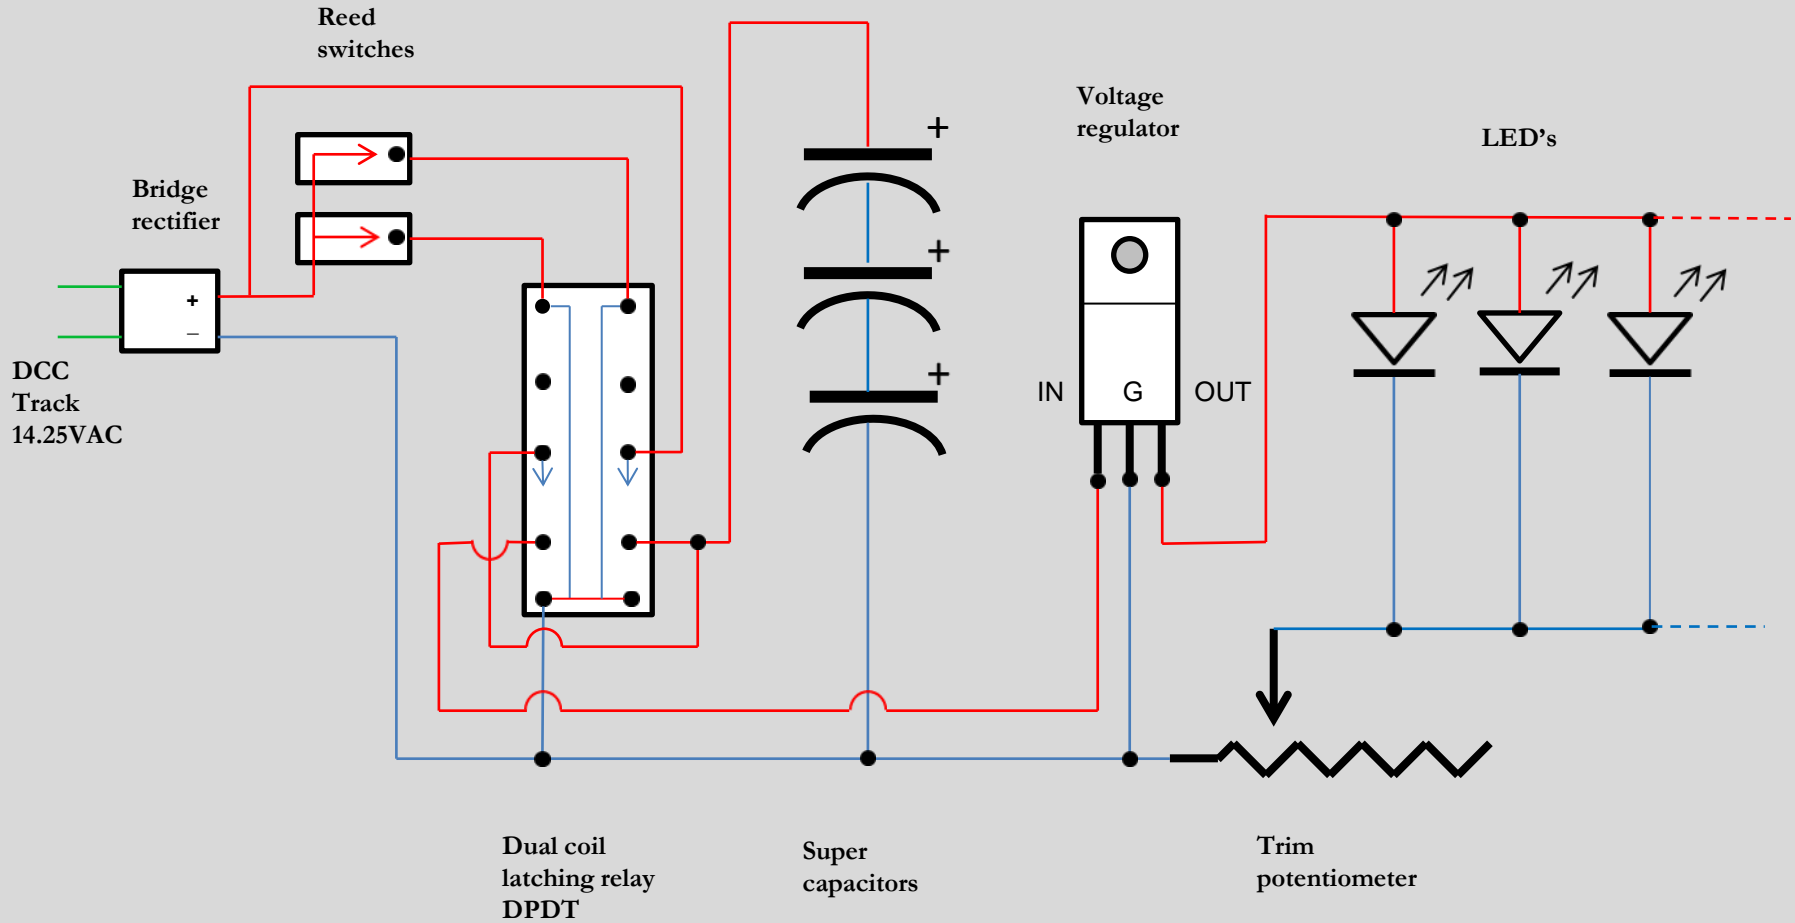 Reed
switches
Voltage
regulator
LED's
Bridge
rectifier
+
+
–
+
+
DCC
Track
14.25VAC
IN G OUT
Dual coil
latching relay
DPDT
Super
capacitors
Trim
potentiometer